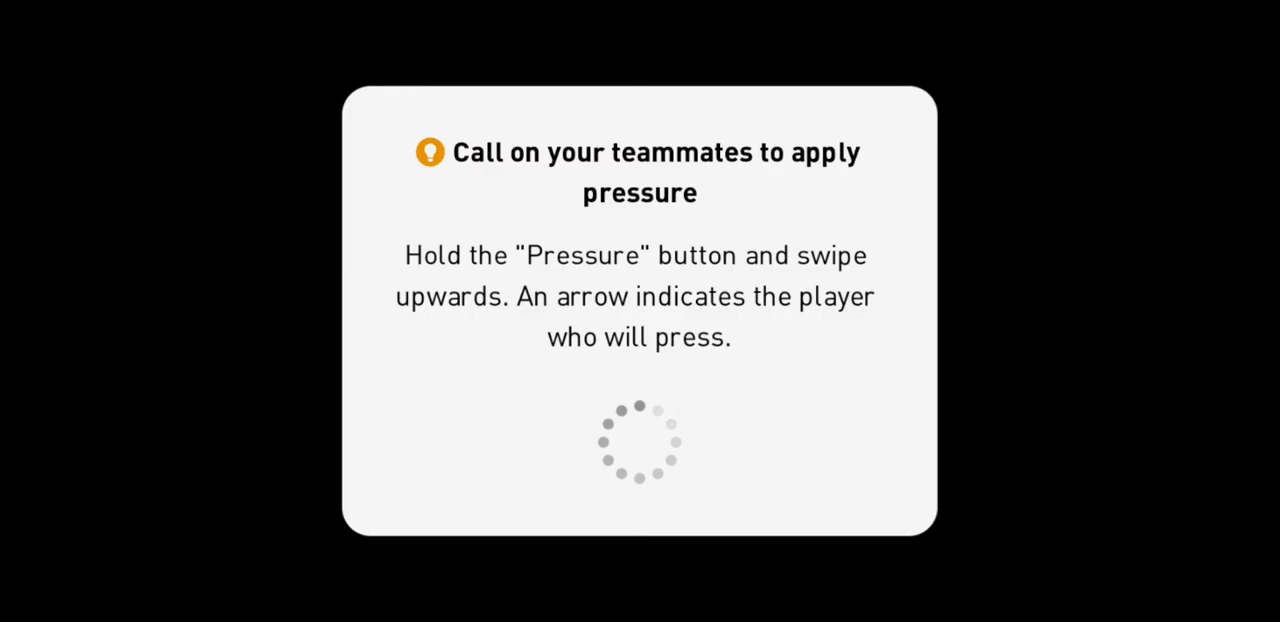 Call on your teammates to apply
pressure
Hold the "Pressure" button and swipe
upwards. An arrow indicates the player
who will press.